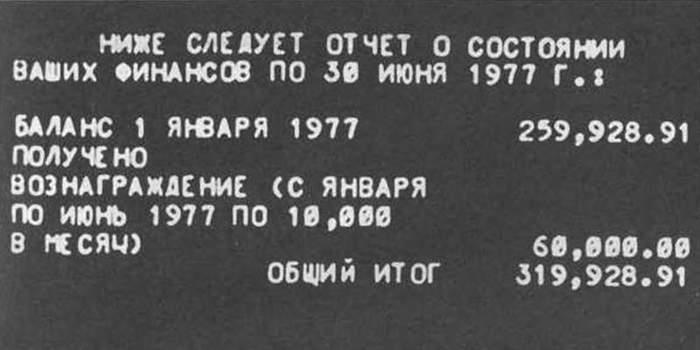 НИЖЕ СЛЕДУЕТ ОТЧЕТ О СОСТОЯНИИ
ВАШИХ ФИНАНСОВ ПО 30 ИЮНЯ 1977 Г.:
БАЛАНС 1 ЯНВАРЯ 1977 259,928.91
ПОЛУЧЕНО
ВОЗНАГРАЖДЕНИЕ (С ЯНВАРЯ
ПО ИЮНЬ 1977 ПО 10,000
В МЕСЯЧ) 60,000.00
ОБЩИЙ ИТОГ 319,928.91